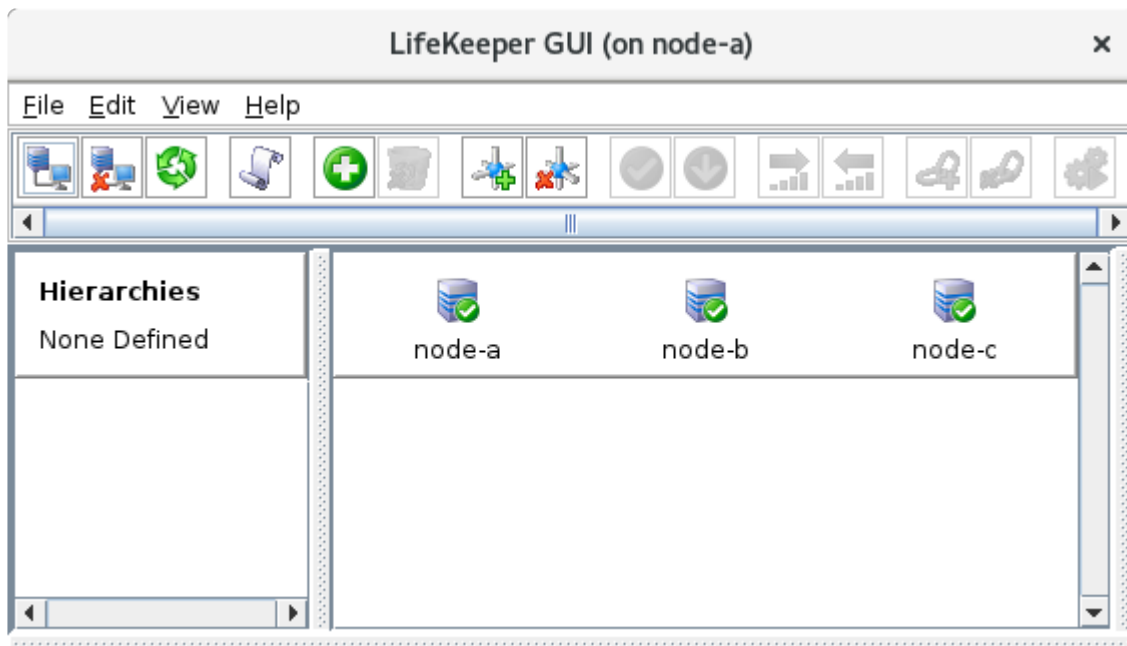 LifeKeeper GUI (on node-a)
File Edit View Help
Hierarchies
None Defined
node-a node-b node-c